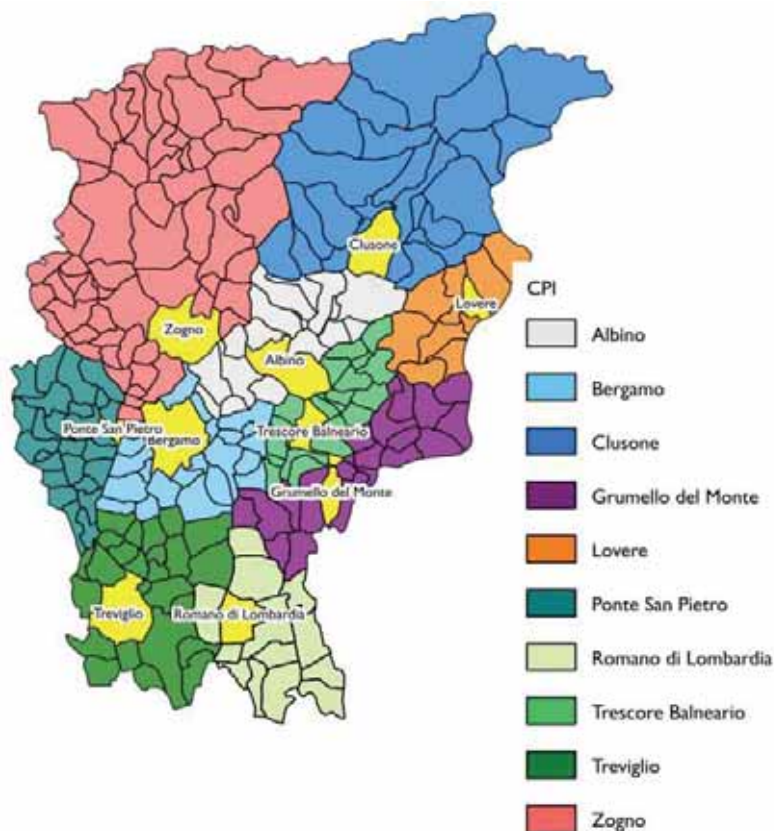 Clusone
Lovere
Zogno
Albino
Ponte San Pietro
Bergamo
Trescore Balneario
Grumello del Monte
Treviglio
Romano di Lombardia
CPI
Albino
Bergamo
Clusone
Grumello del Monte
Lovere
Ponte San Pietro
Romano di Lombardia
Trescore Balneario
Treviglio
Zogno